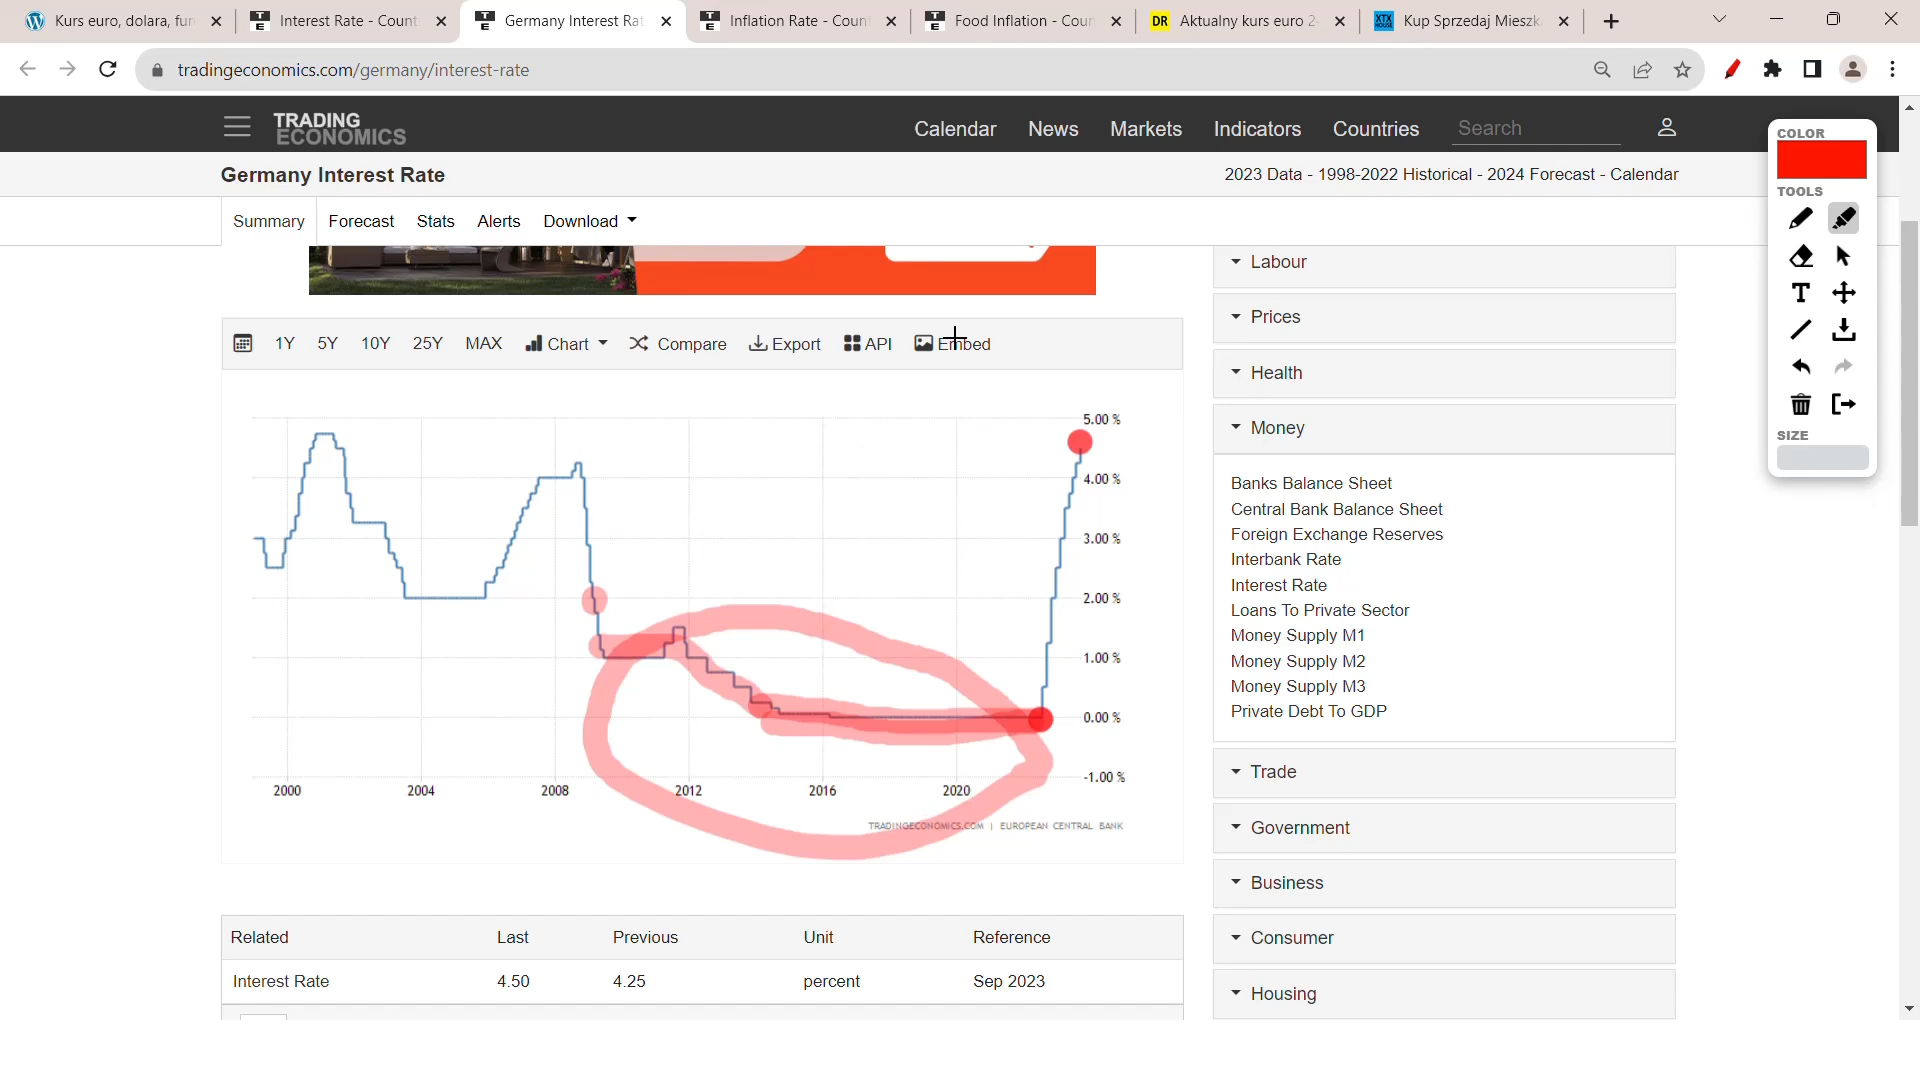 Kurs euro, dolara, fun
Interest Rate - Count
Germany Interest Rat
Inflation Rate - Coun
Food Inflation - Coun
DR Aktualny kurs euro 2
XTX HOUSE Kup Sprzedaj Mieszk
tradingeconomics.com/germany/interest-rate
TRADING
ECONOMICS
Calendar News Markets Indicators Countries Search
Germany Interest Rate
2023 Data - 1998-2022 Historical - 2024 Forecast - Calendar
Summary Forecast Stats Alerts Download
1Y 5Y 10Y 25Y MAX Chart Compare Export API Embed
5.00 %
4.00 %
3.00 %
2.00 %
1.00 %
0.00 %
-1.00 %
2000 2004 2008 2012 2016 2020
TRADINGECONOMICS.COM | EUROPEAN CENTRAL BANK
Related Last Previous Unit Reference
Interest Rate 4.50 4.25 percent Sep 2023
Labour
Prices
Health
Money
Banks Balance Sheet
Central Bank Balance Sheet
Foreign Exchange Reserves
Interbank Rate
Interest Rate
Loans To Private Sector
Money Supply M1
Money Supply M2
Money Supply M3
Private Debt To GDP
Trade
Government
Business
Consumer
Housing
COLOR
TOOLS
SIZE